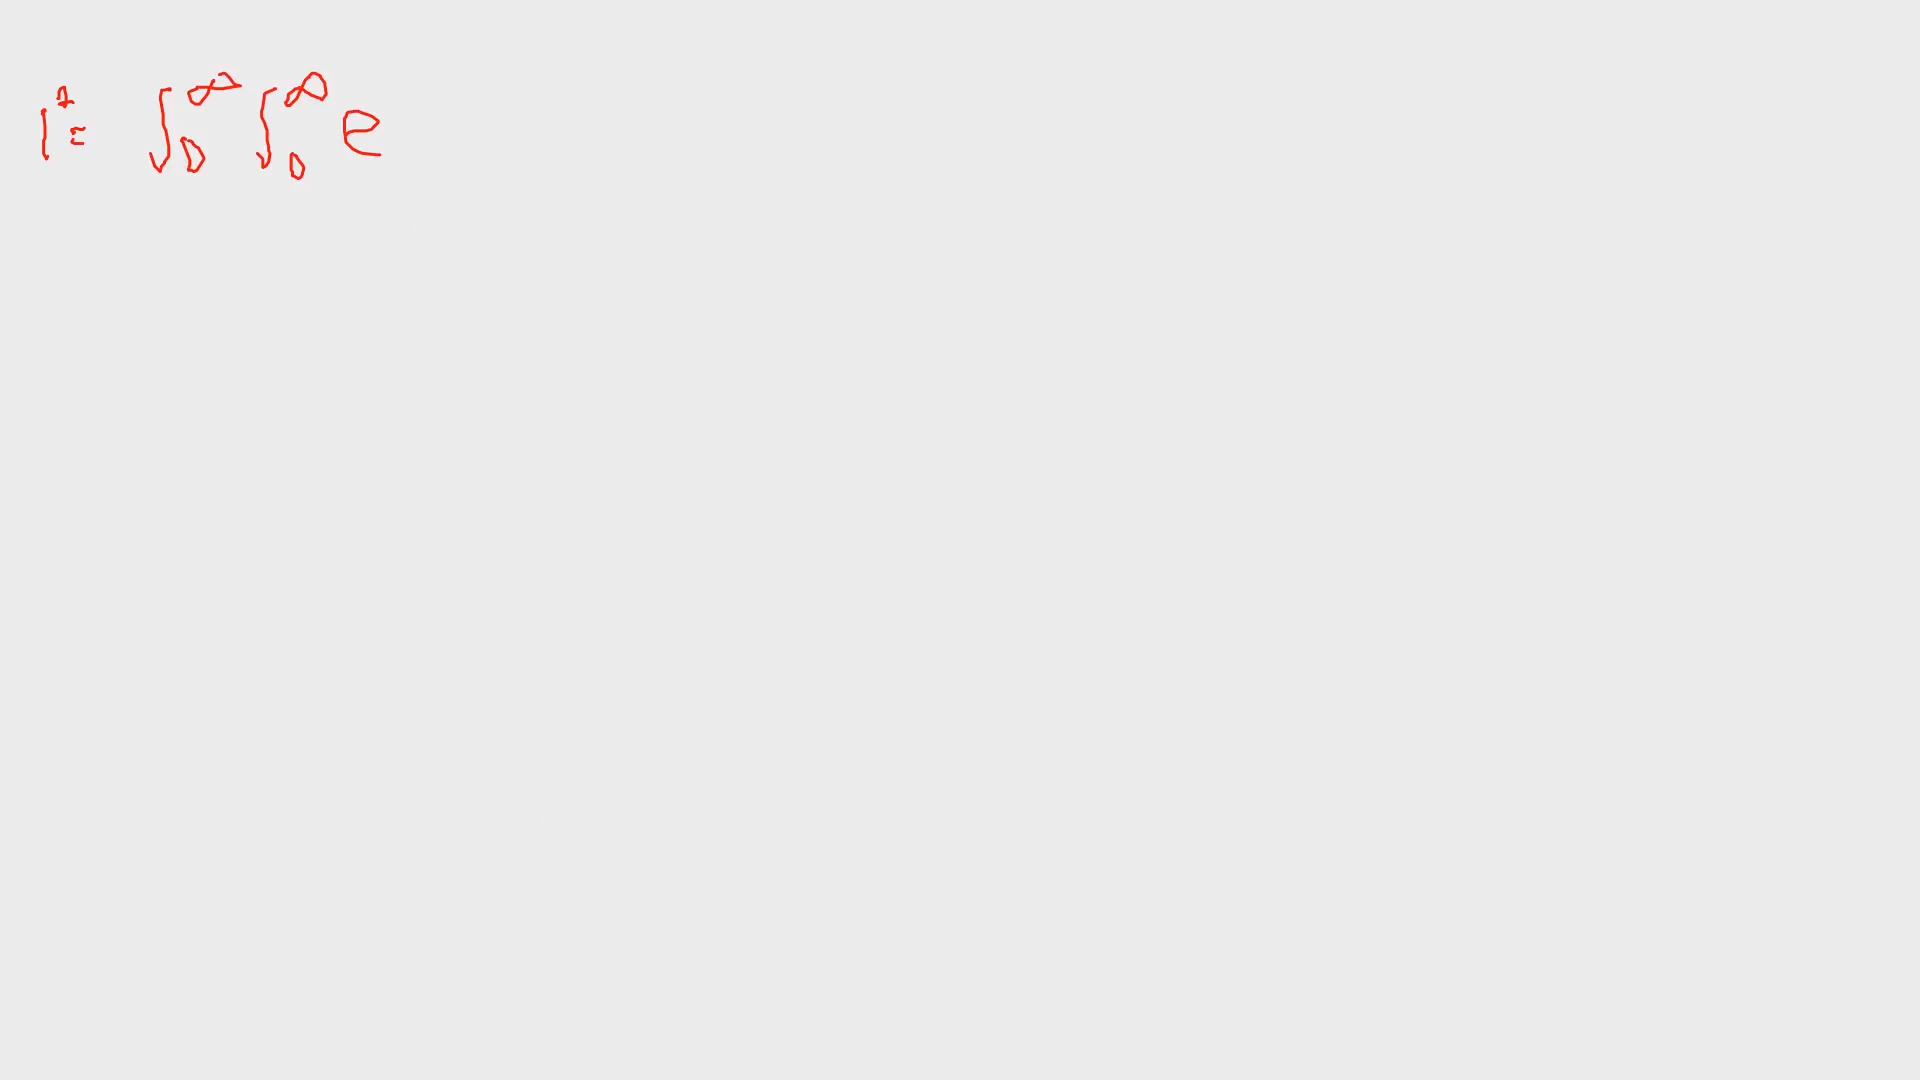 I² = ∫₀^∞ ∫₀^∞ e